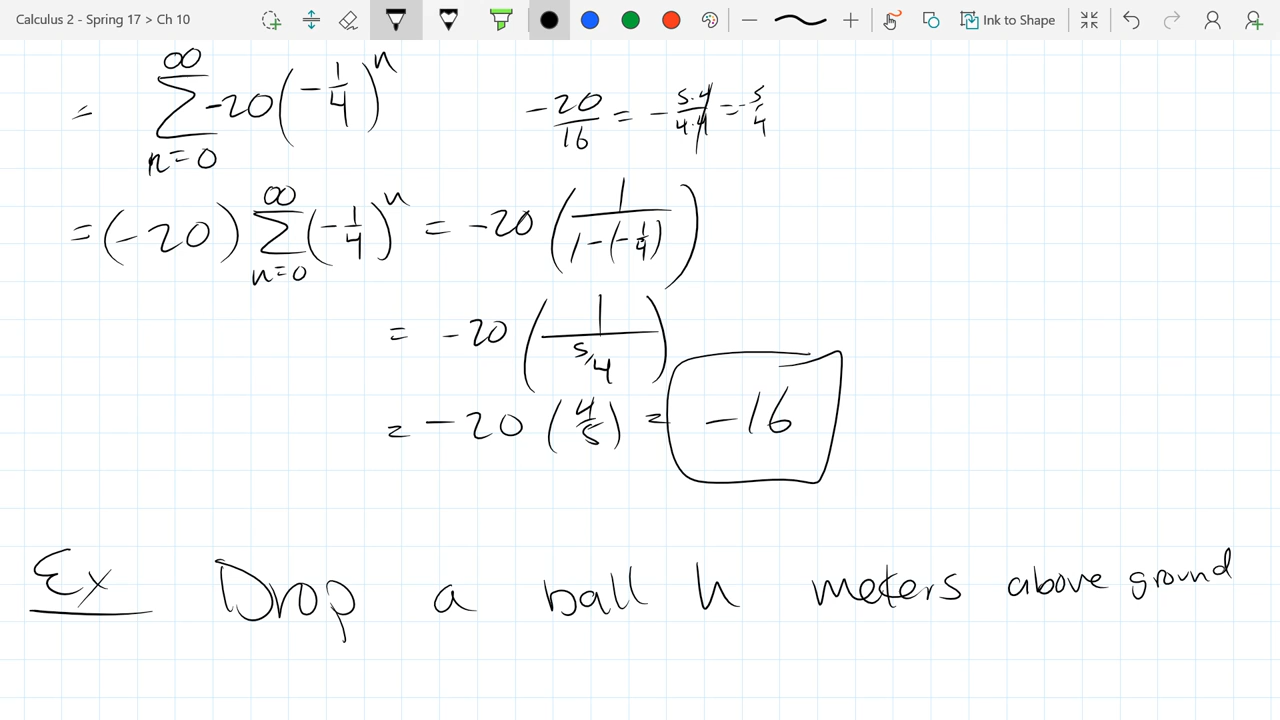 Calculus 2 - Spring 17 > Ch 10
Ink to Shape
= ∑_{n=0}^{∞} -20(-1/4)^n
-20/16 = -5·4/4·4 = -5/4
= (-20) ∑_{n=0}^{∞} (-1/4)^n = -20 (1/(1-(-1/4)))
= -20 (1/(5/4))
= -20 (4/5) = -16
Ex Drop a ball h meters above ground